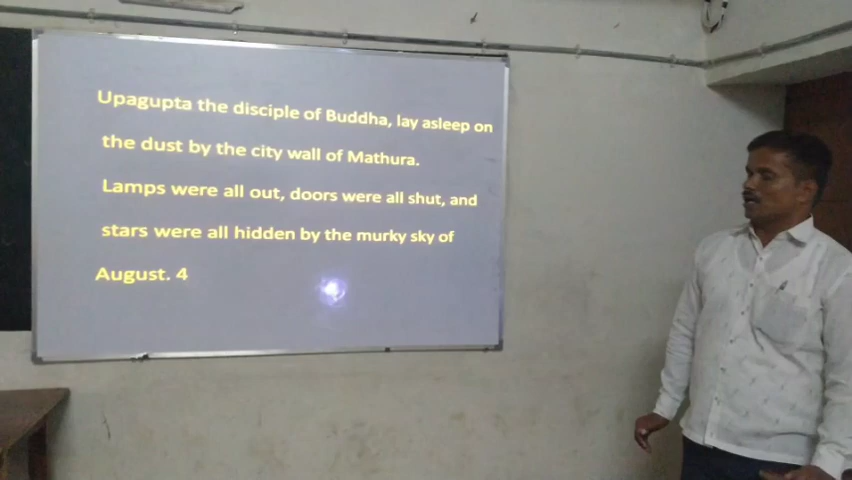 Upagupta the disciple of Buddha, lay asleep on
the dust by the city wall of Mathura.
Lamps were all out, doors were all shut, and
stars were all hidden by the murky sky of
August. 4